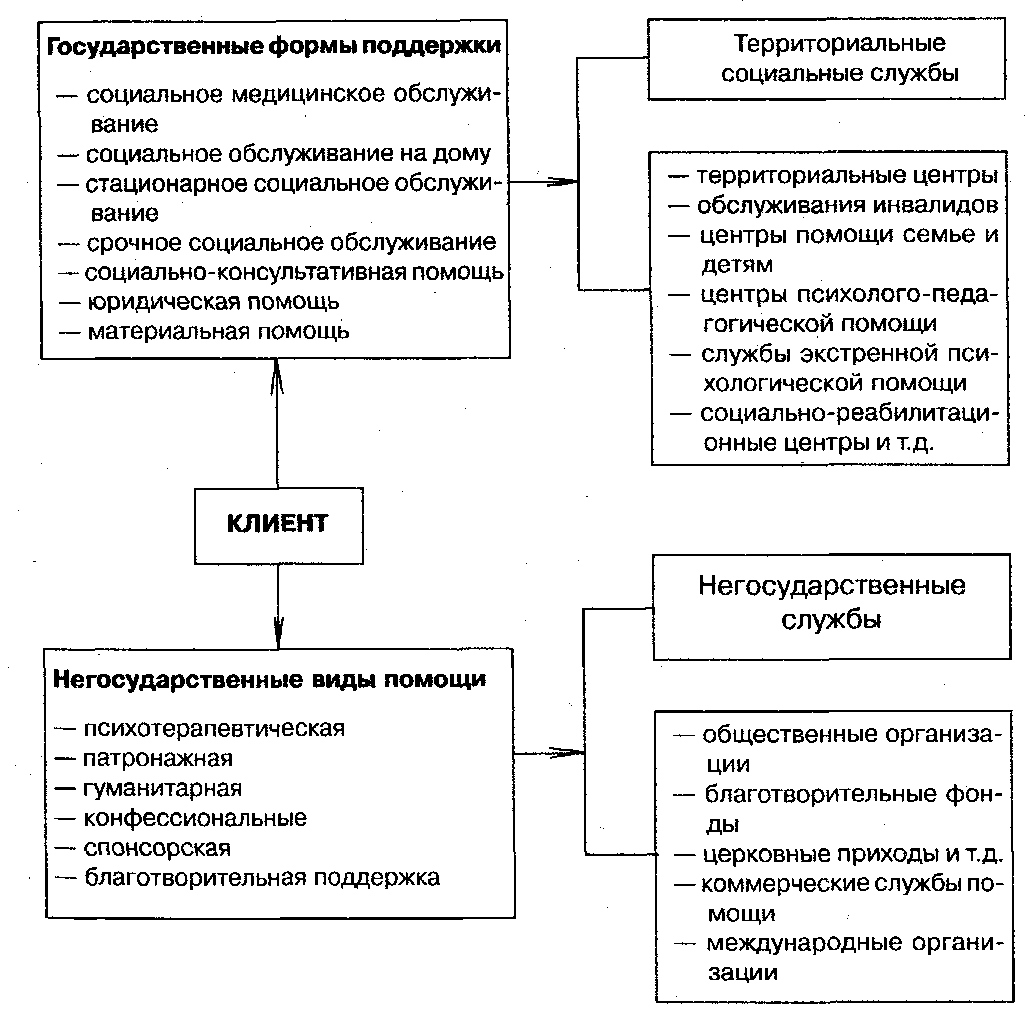 Государственные формы поддержки
— социальное медицинское обслужи-
вание
— социальное обслуживание на дому
— стационарное социальное обслужи-
вание
— срочное социальное обслуживание
— социально-консультативная помощь
— юридическая помощь
— материальная помощь
Территориальные
социальные службы
— территориальные центры
— обслуживания инвалидов
— центры помощи семье и
детям
— центры психолого-педа-
гогической помощи
— службы экстренной пси-
хологической помощи
— социально-реабилитаци-
онные центры и т.д.
КЛИЕНТ
Негосударственные виды помощи
— психотерапевтическая
— патронажная
— гуманитарная
— конфессиональные
— спонсорская
— благотворительная поддержка
Негосударственные
службы
— общественные организа-
ции
— благотворительные фон-
ды
— церковные приходы и т.д.
— коммерческие службы по-
мощи
— международные органи-
зации